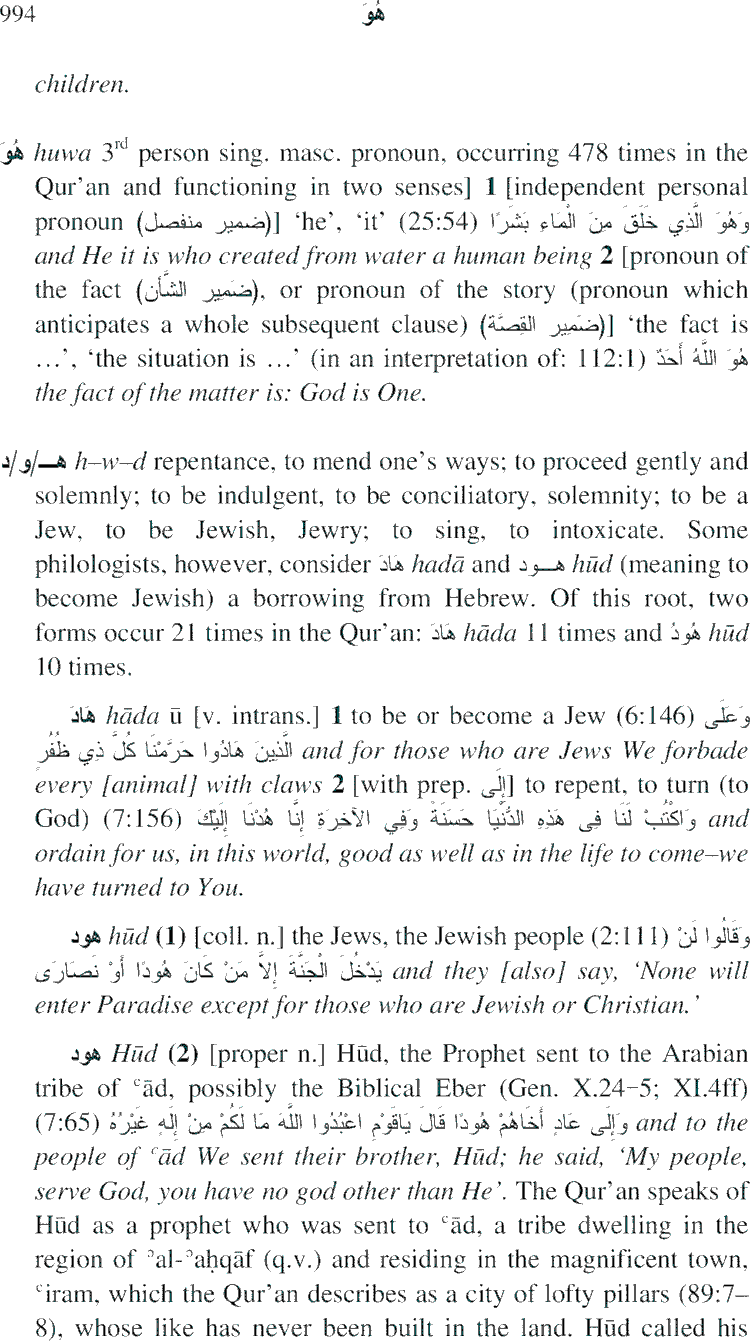 994 هُوَ
children.
هُوَ huwa 3rd person sing. masc. pronoun, occurring 478 times in the
Qur'an and functioning in two senses] 1 [independent personal
pronoun (ضمير منفصل)] 'he', 'it' (25:54) وَهُوَ الَّذِي خَلَقَ مِنَ الْمَاءِ بَشَرًا
and He it is who created from water a human being 2 [pronoun of
the fact (ضَمير الشَّأن), or pronoun of the story (pronoun which
anticipates a whole subsequent clause) (ضَمِير القِصَّة)] 'the fact is
…', 'the situation is …' (in an interpretation of: 112:1) هُوَ اللَّهُ أَحَدٌ
the fact of the matter is: God is One.
هـ/و/د h–w–d repentance, to mend one's ways; to proceed gently and
solemnly; to be indulgent, to be conciliatory, solemnity; to be a
Jew, to be Jewish, Jewry; to sing, to intoxicate. Some
philologists, however, consider هَادَ hadā and هــود hūd (meaning to
become Jewish) a borrowing from Hebrew. Of this root, two
forms occur 21 times in the Qur'an: هَادَ hāda 11 times and هُودُ hūd
10 times.
هَادَ hāda ū [v. intrans.] 1 to be or become a Jew (6:146) وَعَلَى
الَّذِينَ هَادُوا حَرَّمْنَا كُلَّ ذِي ظُفُرٍ and for those who are Jews We forbade
every [animal] with claws 2 [with prep. إِلَى] to repent, to turn (to
God) (7:156) وَاكْتُبْ لَنَا فِى هَذِهِ الدُّنْيَا حَسَنَةً وَفِي الآخِرَةِ إِنَّا هُدْنَا إِلَيْكَ and
ordain for us, in this world, good as well as in the life to come–we
have turned to You.
هود hūd (1) [coll. n.] the Jews, the Jewish people (2:111) وَقَالُوا لَنْ
يَدْخُلَ الْجَنَّةَ إِلاَّ مَنْ كَانَ هُودًا أَوْ نَصَارَى and they [also] say, 'None will
enter Paradise except for those who are Jewish or Christian.'
هود Hūd (2) [proper n.] Hūd, the Prophet sent to the Arabian
tribe of ᶜād, possibly the Biblical Eber (Gen. X.24–5; XI.4ff)
(7:65) وَإِلَى عَادٍ أَخَاهُمْ هُودًا قَالَ يَاقَوْمِ اعْبُدُوا اللَّهَ مَا لَكُمْ مِنْ إِلَهٍ غَيْرُهُ and to the
people of ᶜād We sent their brother, Hūd; he said, 'My people,
serve God, you have no god other than He'. The Qur'an speaks of
Hūd as a prophet who was sent to ᶜād, a tribe dwelling in the
region of ᵓal-ᵓaḥqāf (q.v.) and residing in the magnificent town,
ᶜiram, which the Qur'an describes as a city of lofty pillars (89:7–
8), whose like has never been built in the land. Hūd called his